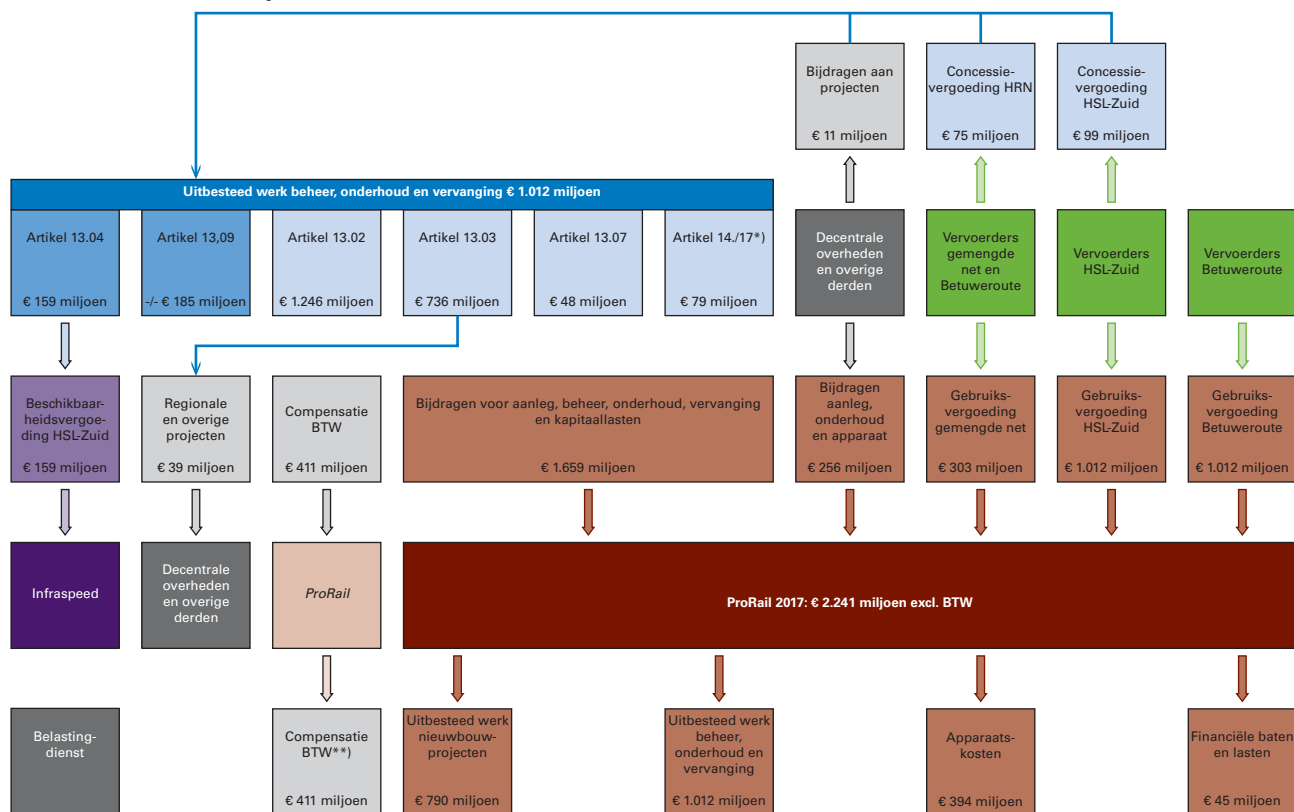 Bijdragen aan
projecten
€ 11 miljoen
Concessie-
vergoeding HRN
€ 75 miljoen
Concessie-
vergoeding
HSL-Zuid
€ 99 miljoen
Uitbesteed werk beheer, onderhoud en vervanging € 1.012 miljoen
Artikel 13.04
€ 159 miljoen
Artikel 13,09
-/- € 185 miljoen
Artikel 13.02
€ 1.246 miljoen
Artikel 13.03
€ 736 miljoen
Artikel 13.07
€ 48 miljoen
Artikel 14./17*)
€ 79 miljoen
Decentrale
overheden
en overige
derden
Vervoerders
gemengde
net en
Betuweroute
Vervoerders
HSL-Zuid
Vervoerders
Betuweroute
Beschikbaar-
heidsvergoe-
ding HSL-Zuid
€ 159 miljoen
Regionale
en overige
projecten
€ 39 miljoen
Compensatie
BTW
€ 411 miljoen
Bijdragen voor aanleg, beheer, onderhoud, vervanging
en kapitaallasten
€ 1.659 miljoen
Bijdragen
aanleg,
onderhoud
en apparaat
€ 256 miljoen
Gebruiks-
vergoeding
gemengde net
€ 303 miljoen
Gebruiks-
vergoeding
HSL-Zuid
€ 1.012 miljoen
Gebruiks-
vergoeding
Betuweroute
€ 1.012 miljoen
Infraspeed
Decentrale
overheden
en overige
derden
ProRail
ProRail 2017: € 2.241 miljoen excl. BTW
Belasting-
dienst
Compensatie
BTW**)
€ 411 miljoen
Uitbesteed werk
nieuwbouw-
projecten
€ 790 miljoen
Uitbesteed werk
beheer,
onderhoud en
vervanging
€ 1.012 miljoen
Apparaats-
kosten
€ 394 miljoen
Financiële baten
en lasten
€ 45 miljoen